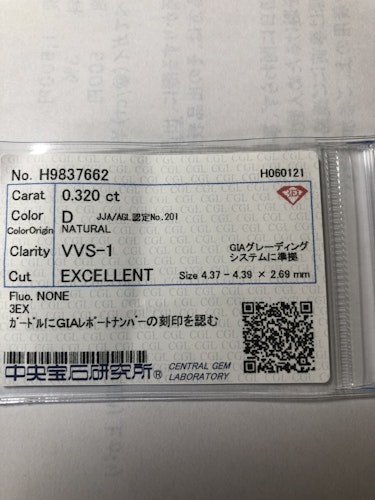 No. H9837662 H060121
Carat 0.320 ct
Color D JJA/AGL認定No.201
ColorOrigin NATURAL
Clarity VVS-1 GIAグレーディング
システムに準拠
Cut EXCELLENT Size 4.37 - 4.39 × 2.69 mm
Fluo. NONE
3EX
ガードルにGIAレポートナンバーの刻印を認む
中央宝石研究所® CENTRAL GEM
LABORATORY